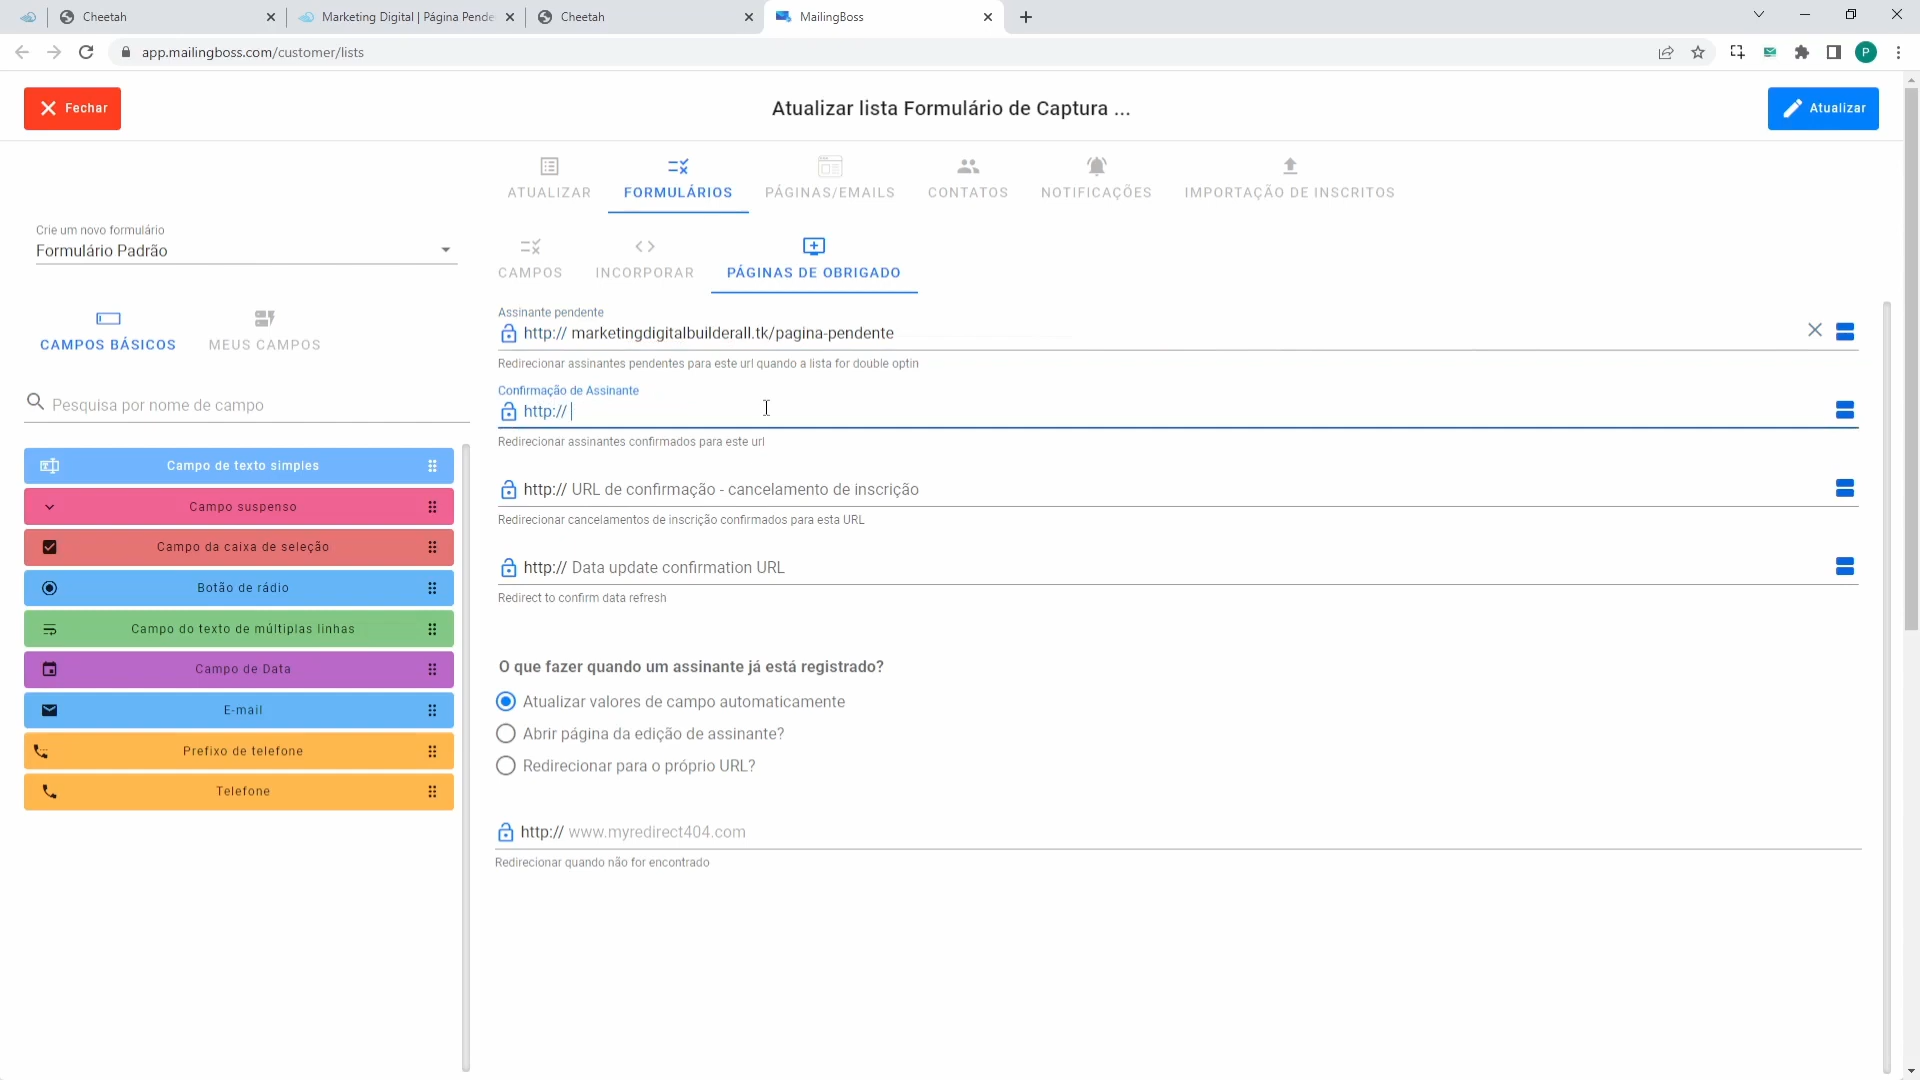 Cheetah
Marketing Digital | Página Pende
Cheetah
MailingBoss
app.mailingboss.com/customer/lists
P
Fechar
Atualizar lista Formulário de Captura ...
Atualizar
ATUALIZAR
FORMULÁRIOS
PÁGINAS/EMAILS
CONTATOS
NOTIFICAÇÕES
IMPORTAÇÃO DE INSCRITOS
Crie um novo formulário
Formulário Padrão
CAMPOS
INCORPORAR
PÁGINAS DE OBRIGADO
CAMPOS BÁSICOS
MEUS CAMPOS
Pesquisa por nome de campo
Campo de texto simples
Campo suspenso
Campo da caixa de seleção
Botão de rádio
Campo do texto de múltiplas linhas
Campo de Data
E-mail
Prefixo de telefone
Telefone
Assinante pendente
http:// marketingdigitalbuilderall.tk/pagina-pendente
Redirecionar assinantes pendentes para este url quando a lista for double optin
Confirmação de Assinante
http://
Redirecionar assinantes confirmados para este url
http:// URL de confirmação - cancelamento de inscrição
Redirecionar cancelamentos de inscrição confirmados para esta URL
http:// Data update confirmation URL
Redirect to confirm data refresh
O que fazer quando um assinante já está registrado?
Atualizar valores de campo automaticamente
Abrir página da edição de assinante?
Redirecionar para o próprio URL?
http:// www.myredirect404.com
Redirecionar quando não for encontrado